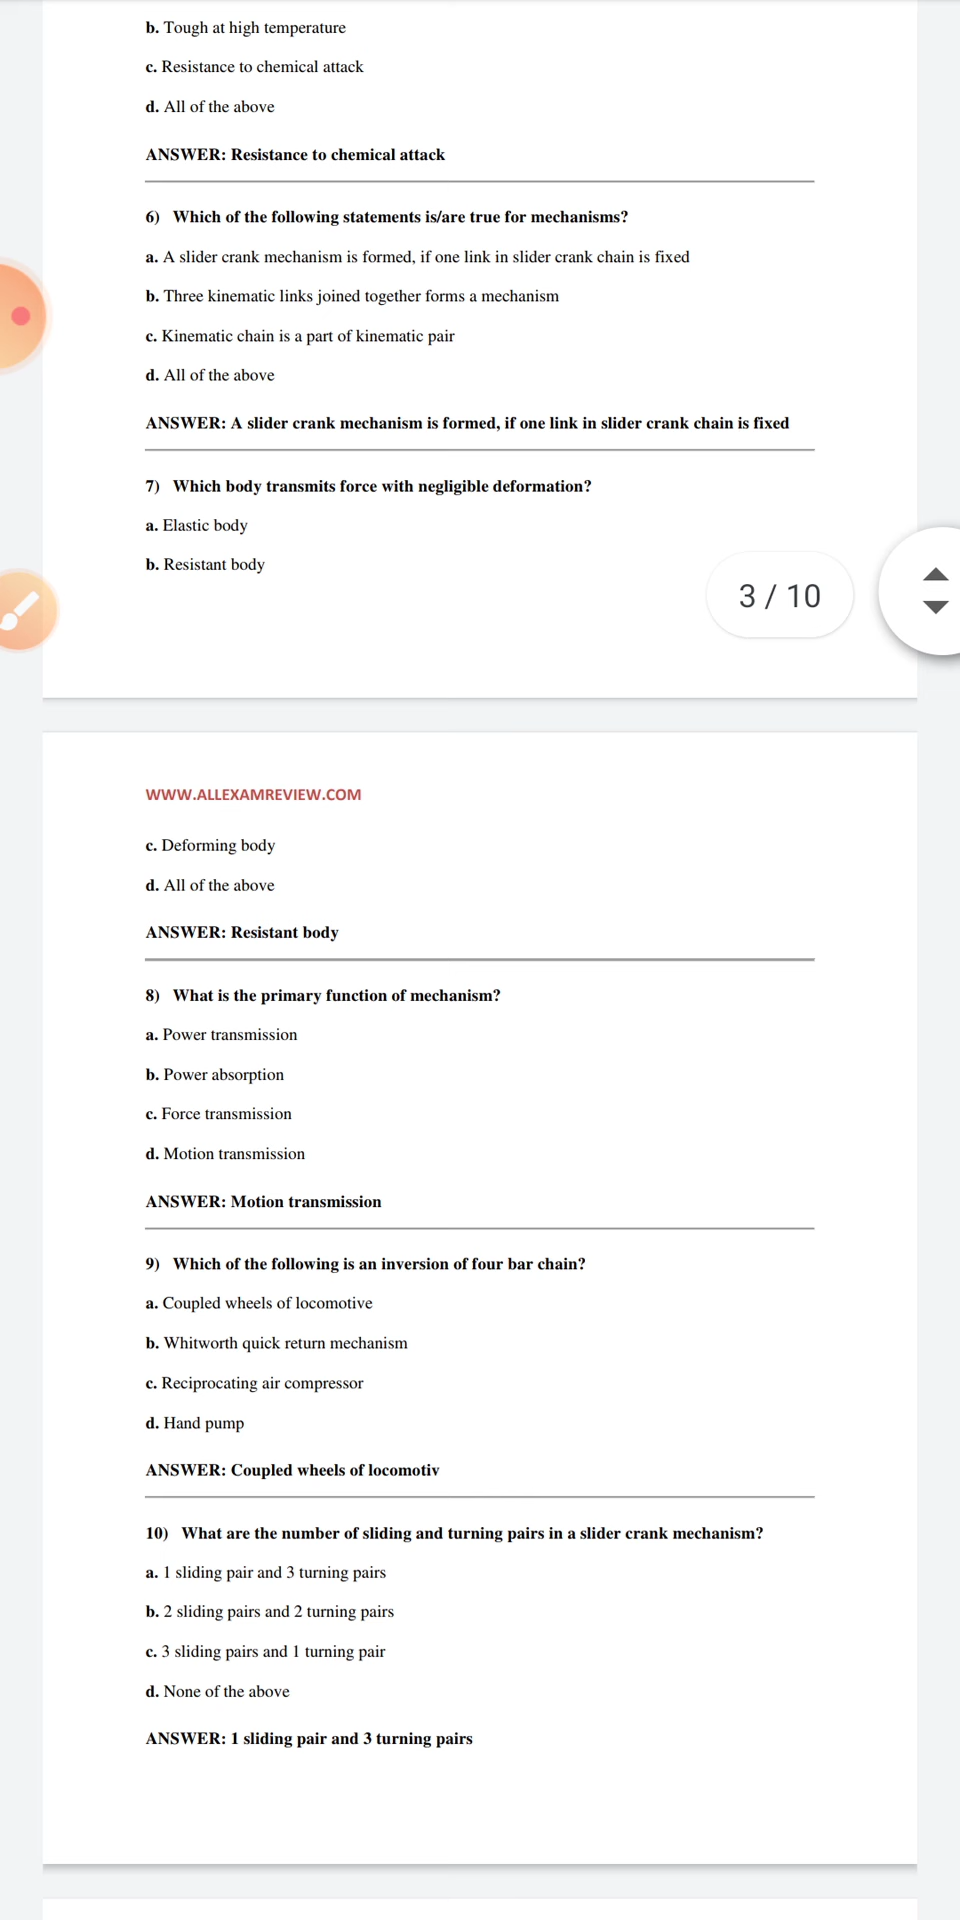 b. Tough at high temperature
c. Resistance to chemical attack
d. All of the above
ANSWER: Resistance to chemical attack
6) Which of the following statements is/are true for mechanisms?
a. A slider crank mechanism is formed, if one link in slider crank chain is fixed
b. Three kinematic links joined together forms a mechanism
c. Kinematic chain is a part of kinematic pair
d. All of the above
ANSWER: A slider crank mechanism is formed, if one link in slider crank chain is fixed
7) Which body transmits force with negligible deformation?
a. Elastic body
b. Resistant body
3 / 10
WWW.ALLEXAMREVIEW.COM
c. Deforming body
d. All of the above
ANSWER: Resistant body
8) What is the primary function of mechanism?
a. Power transmission
b. Power absorption
c. Force transmission
d. Motion transmission
ANSWER: Motion transmission
9) Which of the following is an inversion of four bar chain?
a. Coupled wheels of locomotive
b. Whitworth quick return mechanism
c. Reciprocating air compressor
d. Hand pump
ANSWER: Coupled wheels of locomotiv
10) What are the number of sliding and turning pairs in a slider crank mechanism?
a. 1 sliding pair and 3 turning pairs
b. 2 sliding pairs and 2 turning pairs
c. 3 sliding pairs and 1 turning pair
d. None of the above
ANSWER: 1 sliding pair and 3 turning pairs